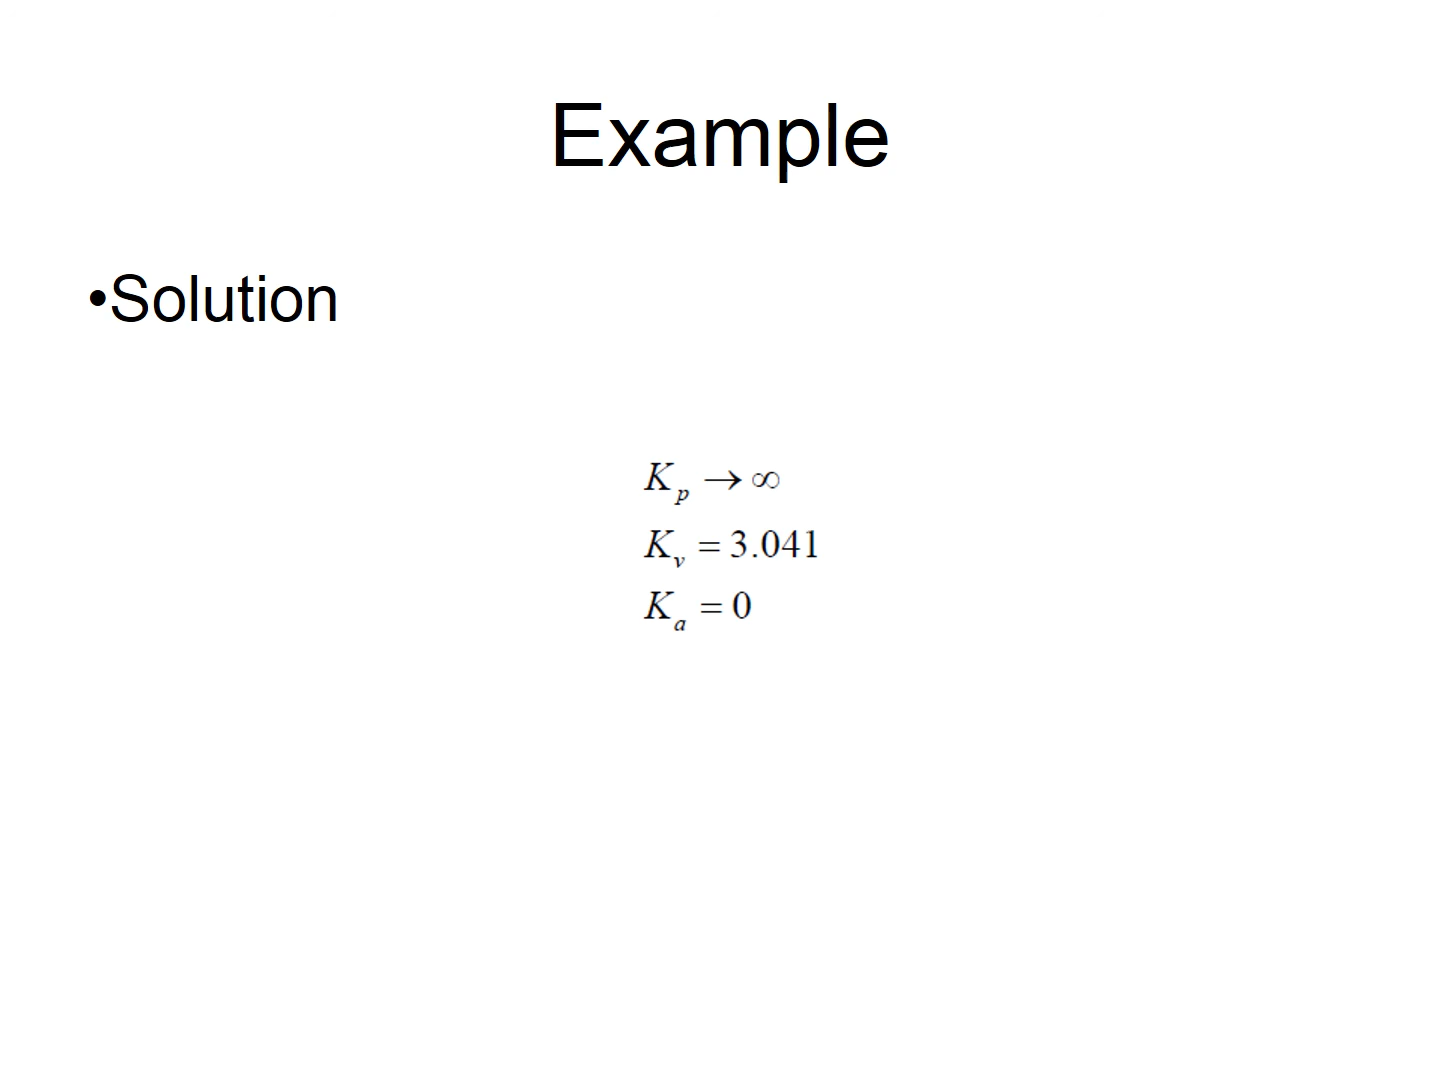 Example
•Solution
K_p → ∞
K_v = 3.041
K_a = 0